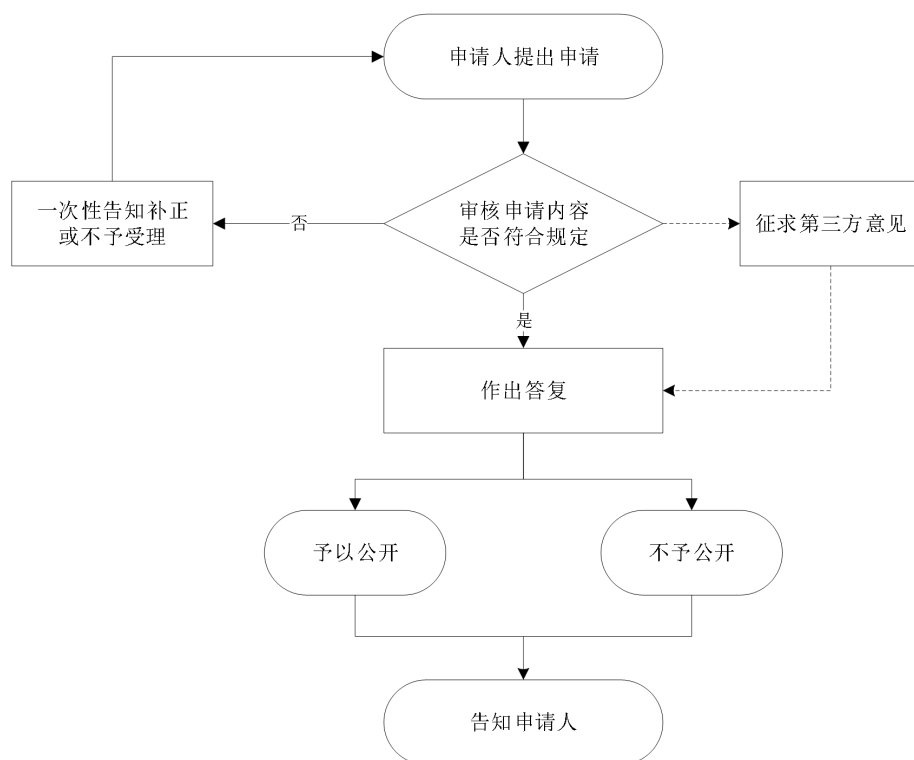 申请人提出申请
一次性告知补正
或不予受理
否
审核申请内容
是否符合规定
征求第三方意见
是
作出答复
予以公开
不予公开
告知申请人